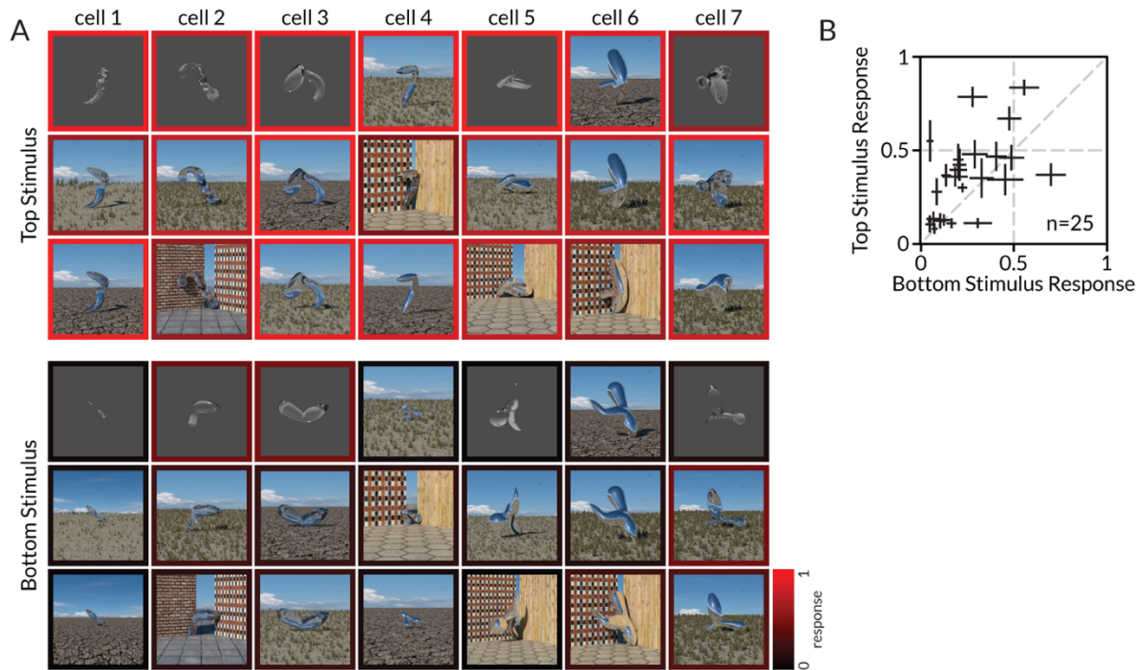 A
cell 1 cell 2 cell 3 cell 4 cell 5 cell 6 cell 7
Top Stimulus
Bottom Stimulus
1
response
0
B
Top Stimulus Response
1
0.5
0
n=25
0 0.5 1
Bottom Stimulus Response